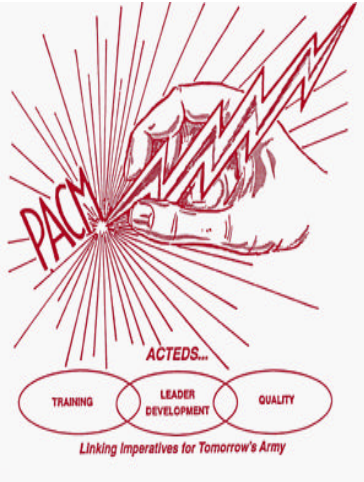 PACM
ACTEDS...
TRAINING
LEADER
DEVELOPMENT
QUALITY
Linking Imperatives for Tomorrow's Army